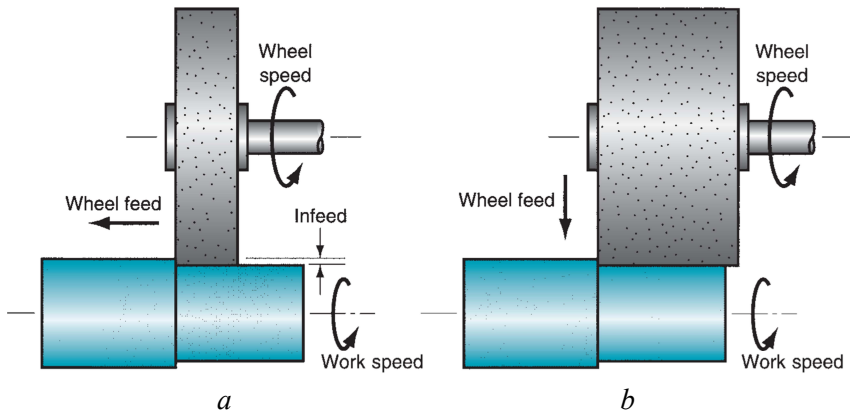 Wheel
speed
Wheel feed
Infeed
Work speed
a
Wheel
speed
Wheel feed
Work speed
b